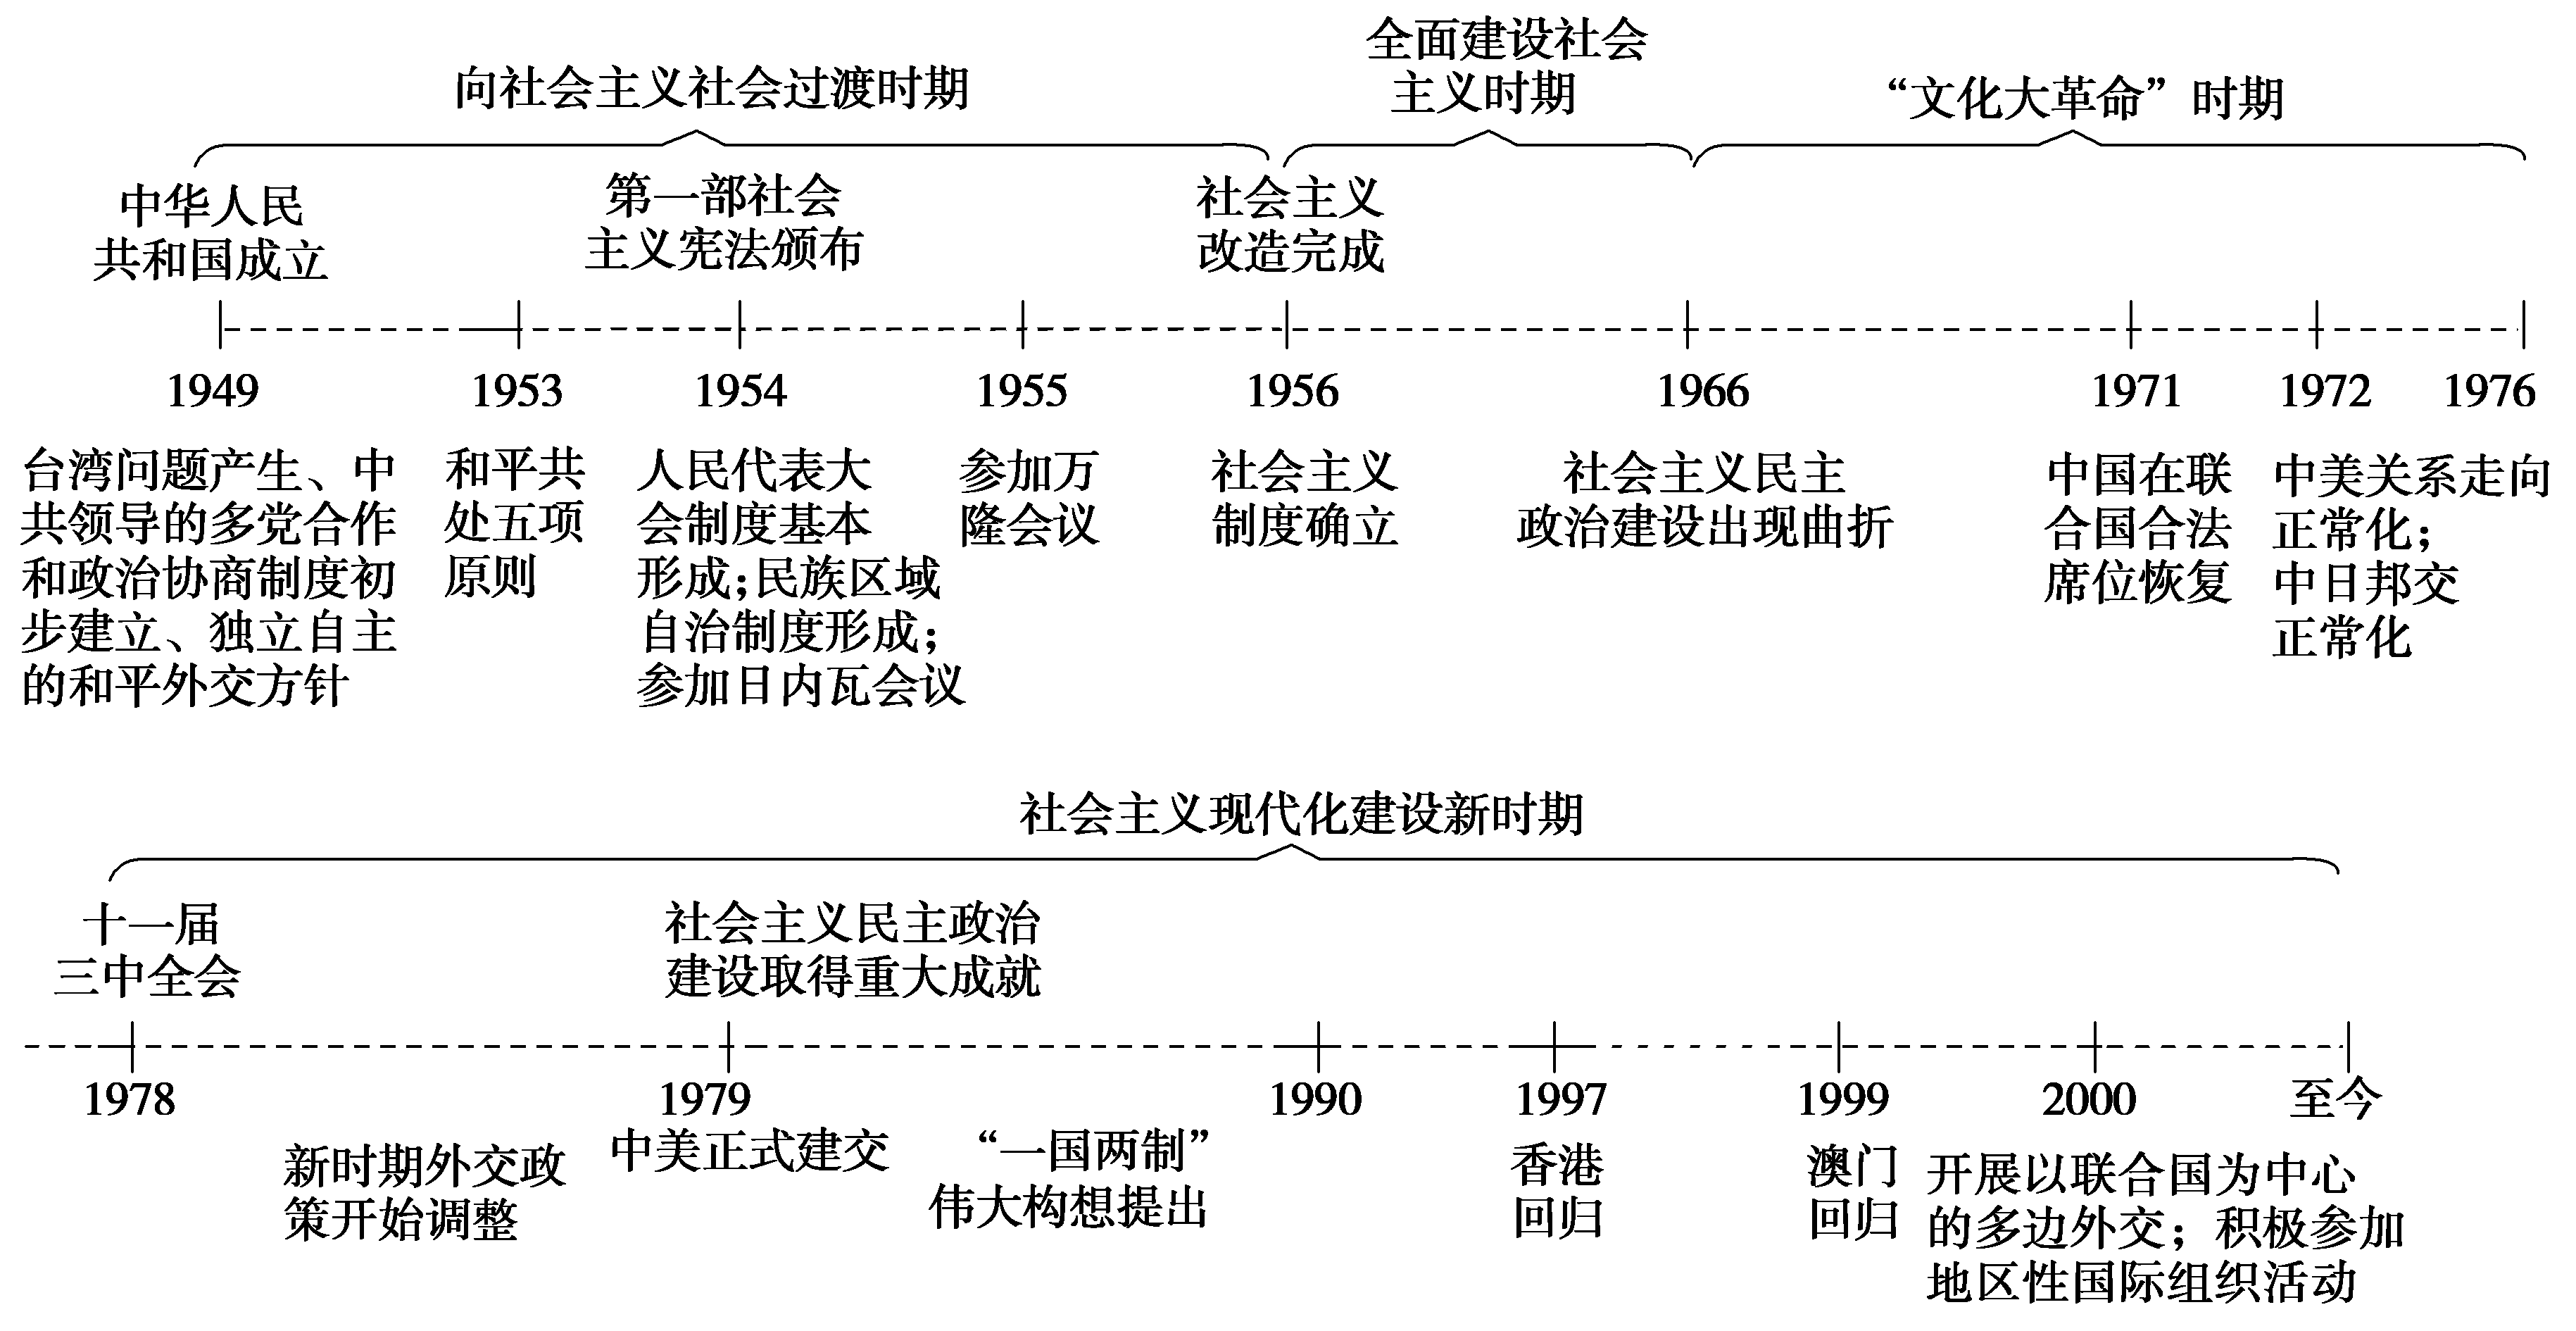 向社会主义社会过渡时期
全面建设社会
主义时期
“文化大革命”时期
中华人民
共和国成立
第一部社会
主义宪法颁布
社会主义
改造完成
1949
1953
1954
1955
1956
1966
1971
1972
1976
台湾问题产生、中
共领导的多党合作
和政治协商制度初
步建立、独立自主
的和平外交方针
和平共
处五项
原则
人民代表大
会制度基本
形成;民族区域
自治制度形成;
参加日内瓦会议
参加万
隆会议
社会主义
制度确立
社会主义民主
政治建设出现曲折
中国在联
合国合法
席位恢复
中美关系走向
正常化;
中日邦交
正常化
社会主义现代化建设新时期
十一届
三中全会
社会主义民主政治
建设取得重大成就
1978
1979
1990
1997
1999
2000
至今
新时期外交政
策开始调整
中美正式建交
“一国两制”
伟大构想提出
香港
回归
澳门
回归
开展以联合国为中心
的多边外交;积极参加
地区性国际组织活动